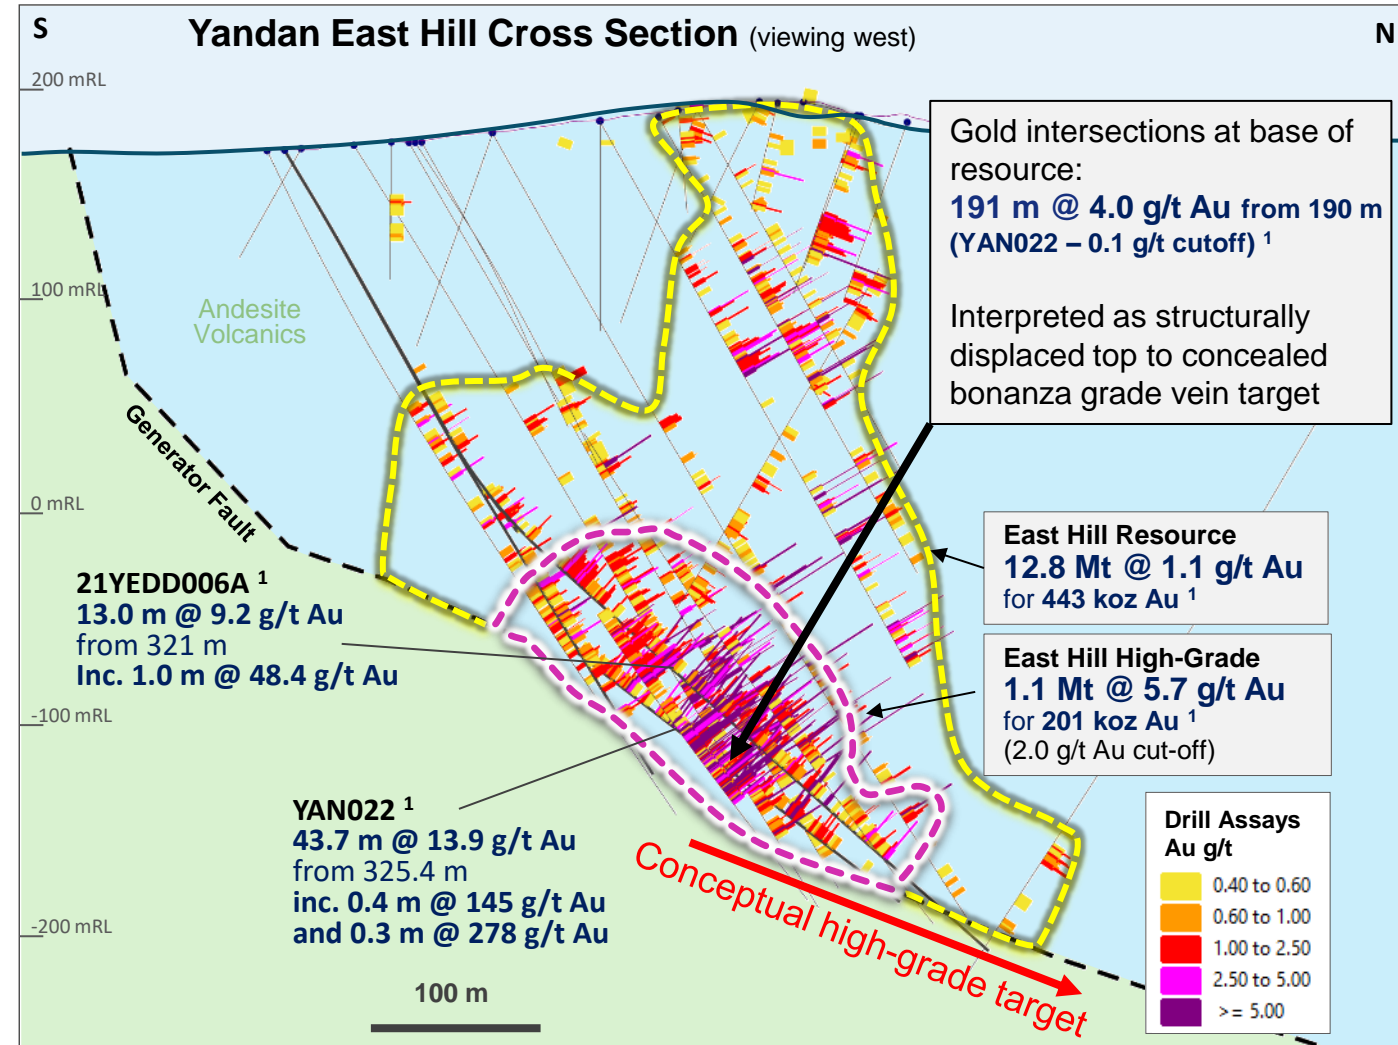 S
Yandan East Hill Cross Section (viewing west)
N
200 mRL
Gold intersections at base of
resource:
191 m @ 4.0 g/t Au from 190 m
(YAN022 – 0.1 g/t cutoff) 1
Interpreted as structurally
displaced top to concealed
bonanza grade vein target
100 mRL
Andesite
Volcanics
Generator Fault
0 mRL
East Hill Resource
12.8 Mt @ 1.1 g/t Au
for 443 koz Au 1
21YEDD006A 1
13.0 m @ 9.2 g/t Au
from 321 m
Inc. 1.0 m @ 48.4 g/t Au
East Hill High-Grade
1.1 Mt @ 5.7 g/t Au
for 201 koz Au 1
(2.0 g/t Au cut-off)
-100 mRL
YAN022 1
43.7 m @ 13.9 g/t Au
from 325.4 m
inc. 0.4 m @ 145 g/t Au
and 0.3 m @ 278 g/t Au
Conceptual high-grade target
-200 mRL
100 m
Drill Assays
Au g/t
0.40 to 0.60
0.60 to 1.00
1.00 to 2.50
2.50 to 5.00
>= 5.00